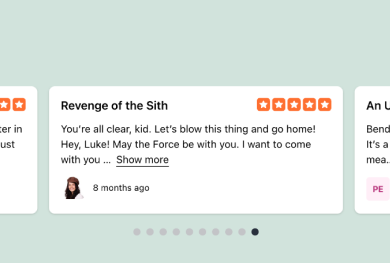 ter in
ust
Revenge of the Sith
You're all clear, kid. Let's blow this thing and go home!
Hey, Luke! May the Force be with you. I want to come
with you ... Show more
8 months ago
An U
Bend
It's a
mea..
PE